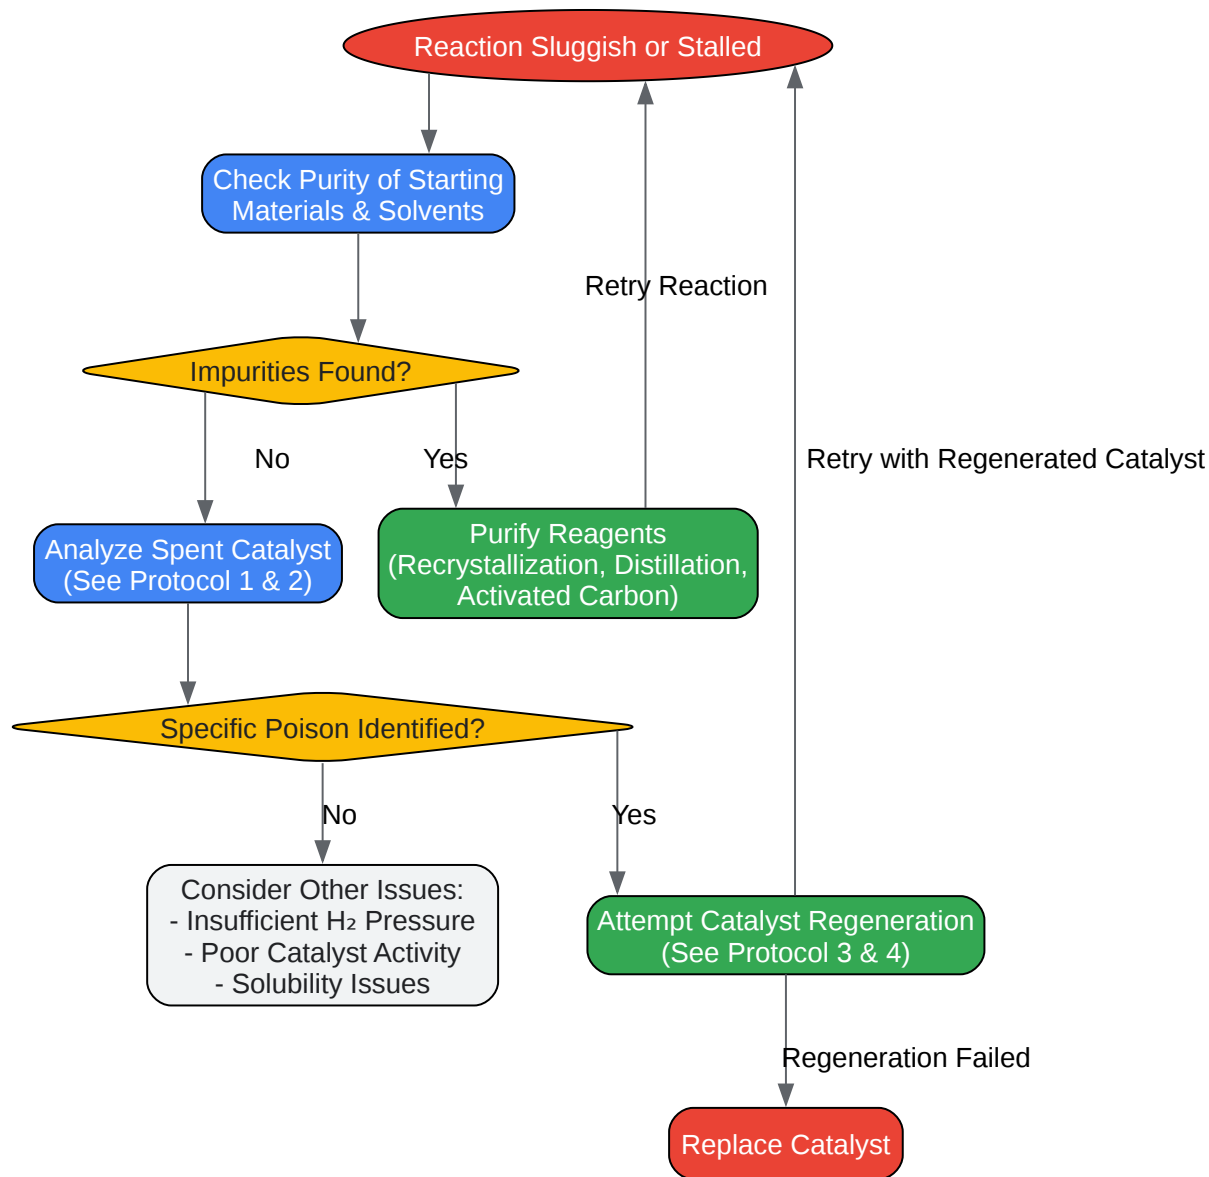 Reaction Sluggish or Stalled
Check Purity of Starting
Materials & Solvents
Retry Reaction
Impurities Found?
No
Yes
Retry with Regenerated Catalyst
Analyze Spent Catalyst
(See Protocol 1 & 2)
Purify Reagents
(Recrystallization, Distillation,
Activated Carbon)
Specific Poison Identified?
No
Yes
Consider Other Issues:
- Insufficient H₂ Pressure
- Poor Catalyst Activity
- Solubility Issues
Attempt Catalyst Regeneration
(See Protocol 3 & 4)
Regeneration Failed
Replace Catalyst